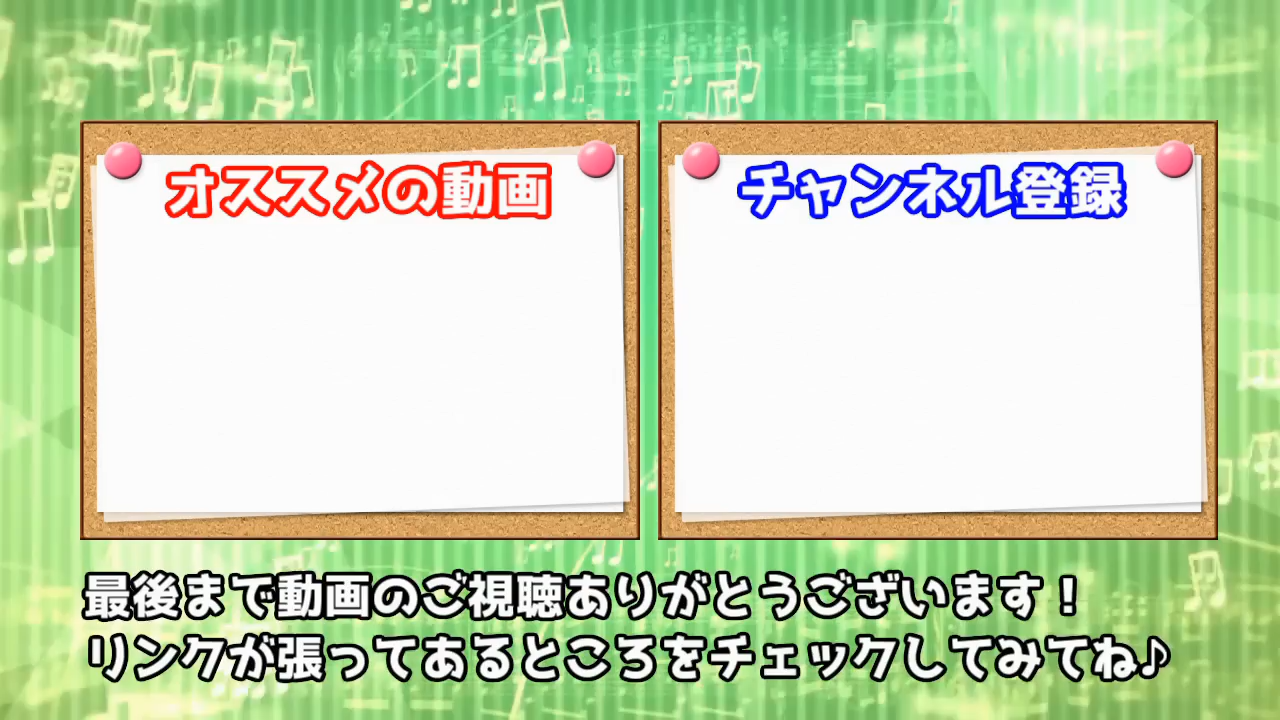 オススメの動画
チャンネル登録
最後まで動画のご視聴ありがとうございます！
リンクが張ってあるところをチェックしてみてね♪